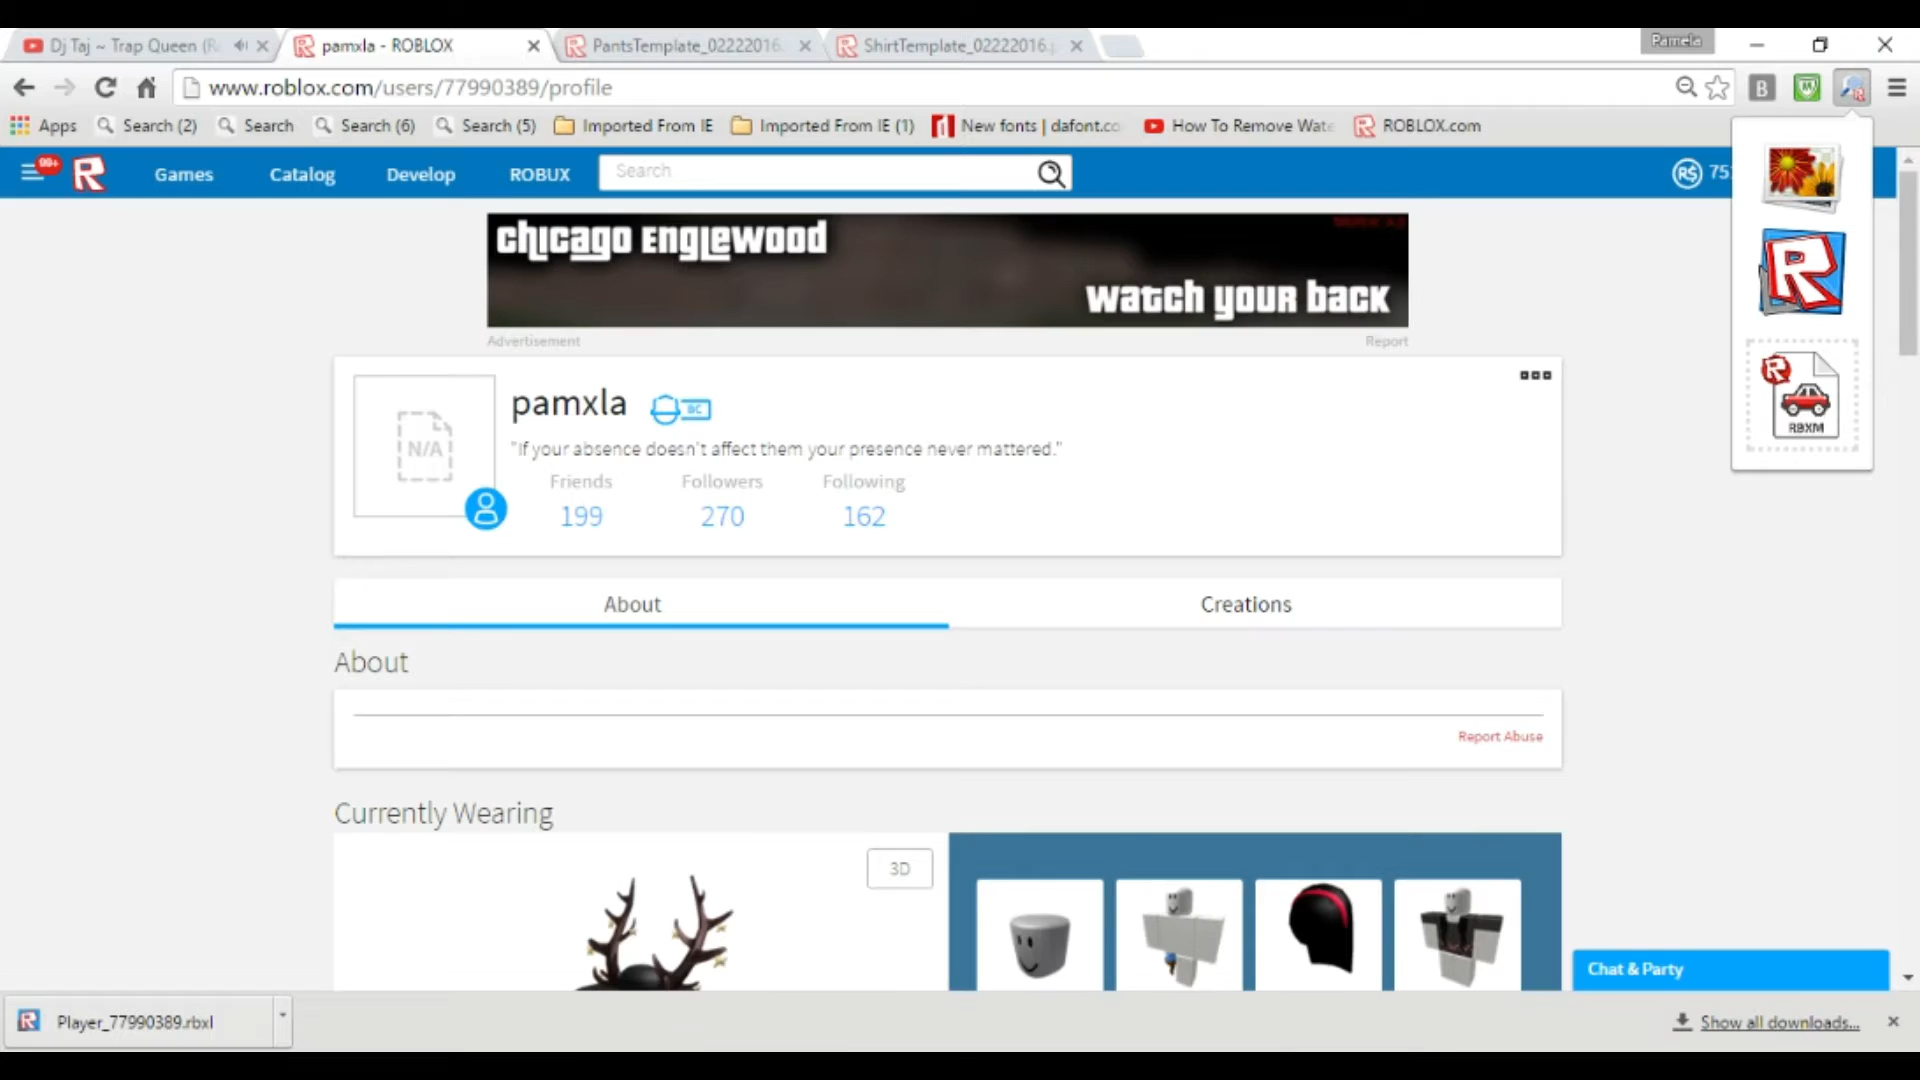 Dj Taj ~ Trap Queen (R
pamxla - ROBLOX
PantsTemplate_02222016.
ShirtTemplate_02222016.p
Pamela
www.roblox.com/users/77990389/profile
B
Apps
Search (2)
Search
Search (6)
Search (5)
Imported From IE
Imported From IE (1)
New fonts | dafont.co
How To Remove Wate
ROBLOX.com
99+
R
Games
Catalog
Develop
ROBUX
Search
R$ 75
chicago Englewood
watch your back
Advertisement
Report
RBXM
N/A
pamxla
BC
"If your absence doesn't affect them your presence never mattered."
Friends
Followers
Following
199
270
162
About
Creations
About
Report Abuse
Currently Wearing
3D
Chat & Party
Player_77990389.rbxl
Show all downloads...